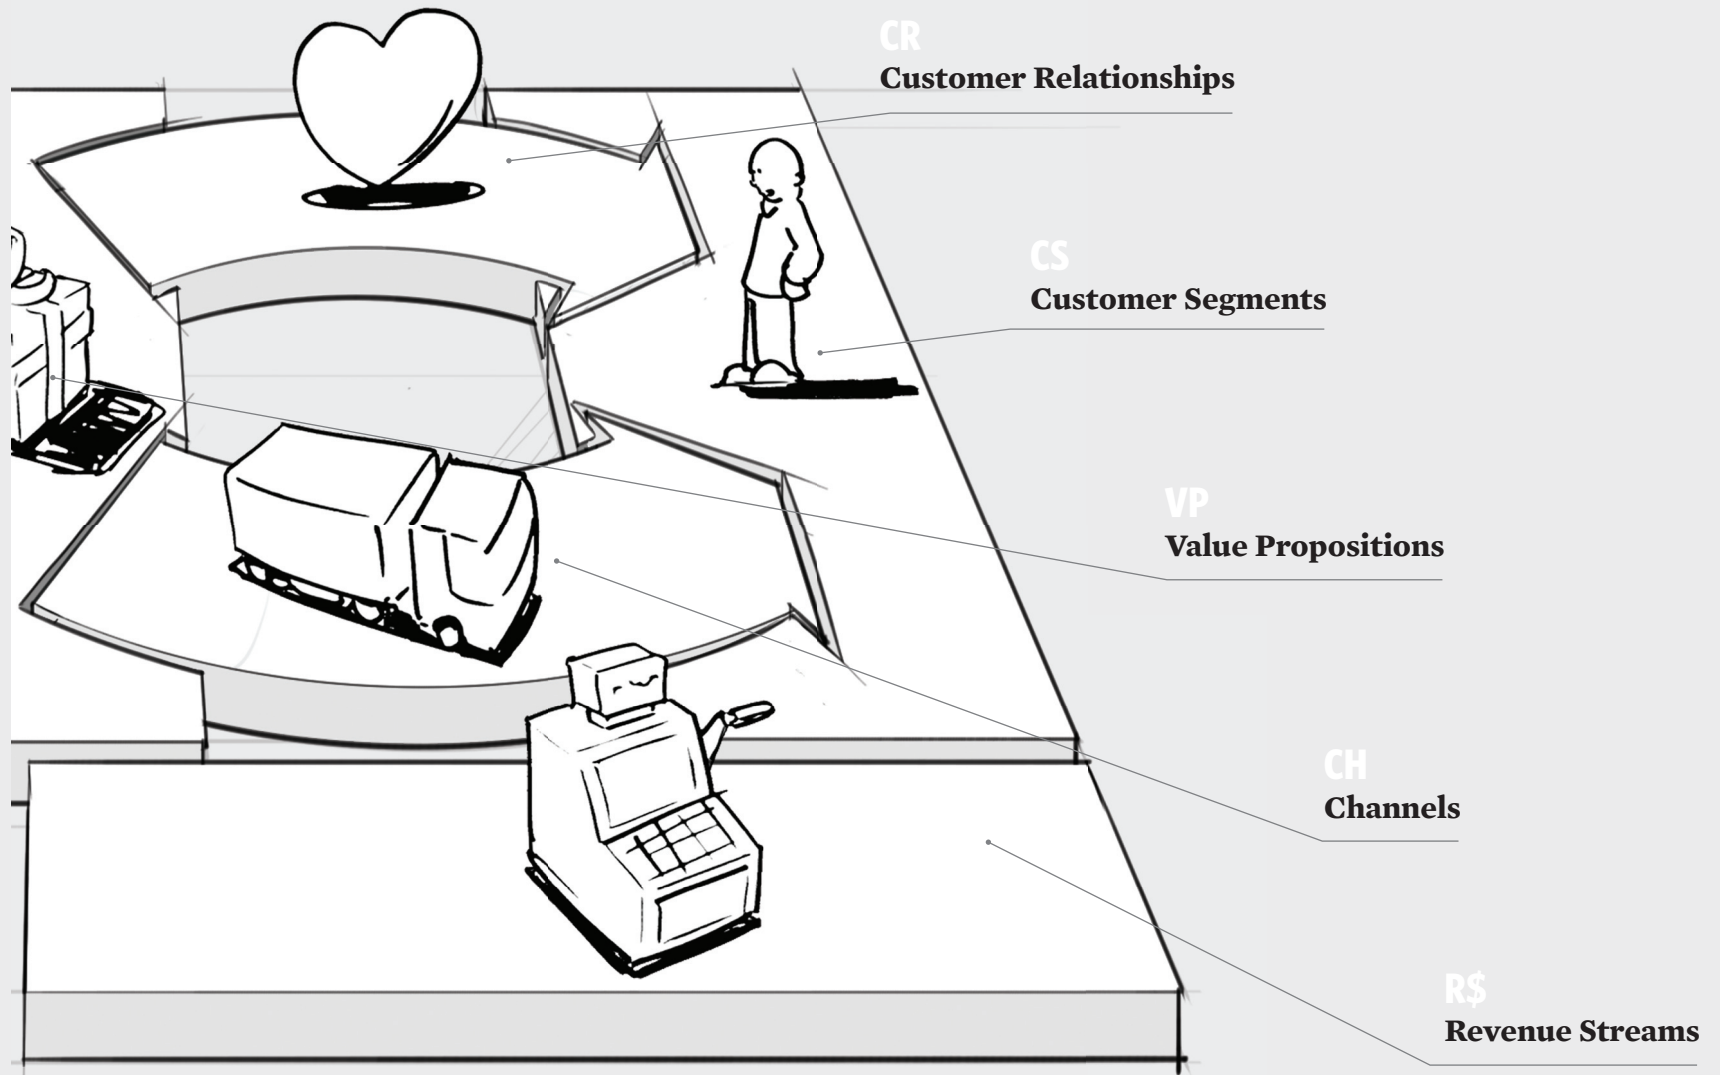 CR
Customer Relationships
CS
Customer Segments
VP
Value Propositions
CH
Channels
R$
Revenue Streams